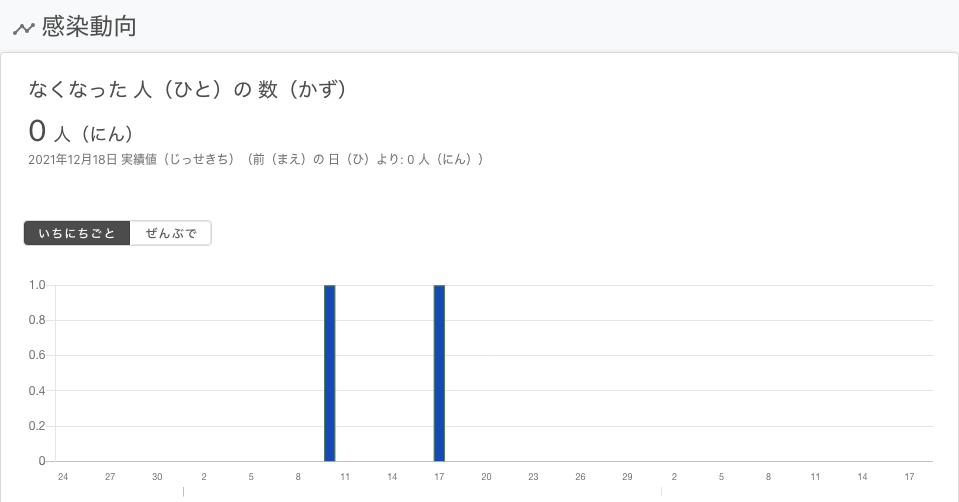 感染動向
なくなった 人（ひと）の 数（かず）
0 人（にん）
2021年12月18日 実績値（じっせきち）（前（まえ）の 日（ひ）より: 0 人（にん））
いちにちごと ぜんぶで
1.0
0.8
0.6
0.4
0.2
0
24 27 30 2 5 8 11 14 17 20 23 26 29 2 5 8 11 14 17